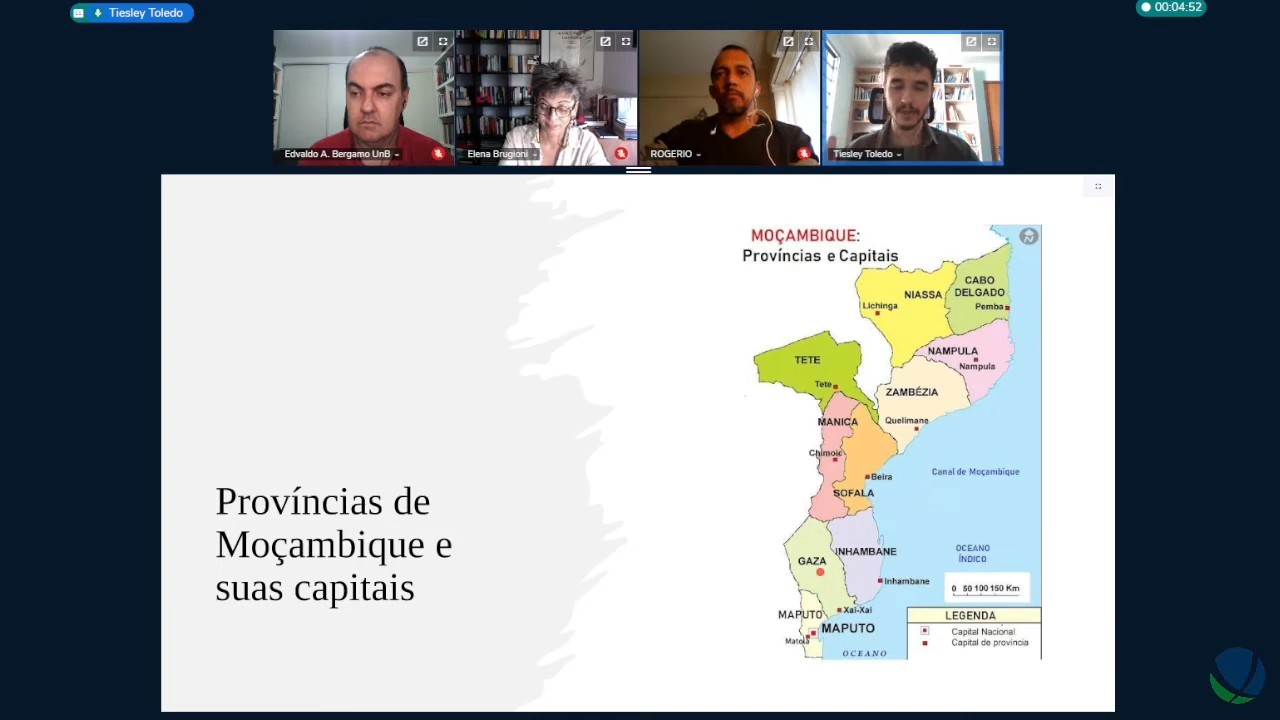 Tiesley Toledo
00:04:52
Edvaldo A. Bergamo UnB
Elena Brugioni
ROGERIO
Tiesley Toledo
Províncias de
Moçambique e
suas capitais
MOÇAMBIQUE:
Províncias e Capitais
N
CABO
DELGADO
NIASSA
Lichinga
Pemba
NAMPULA
Nampula
TETE
Tete
ZAMBÉZIA
MANICA
Quelimane
Chimoio
Canal de Moçambique
Beira
SOFALA
OCEANO
ÍNDICO
INHAMBANE
GAZA
Inhambane
0 50 100 150 Km
MAPUTO
Xai-Xai
LEGENDA
MAPUTO
Capital Nacional
Matola
Capital de província
OCEANO